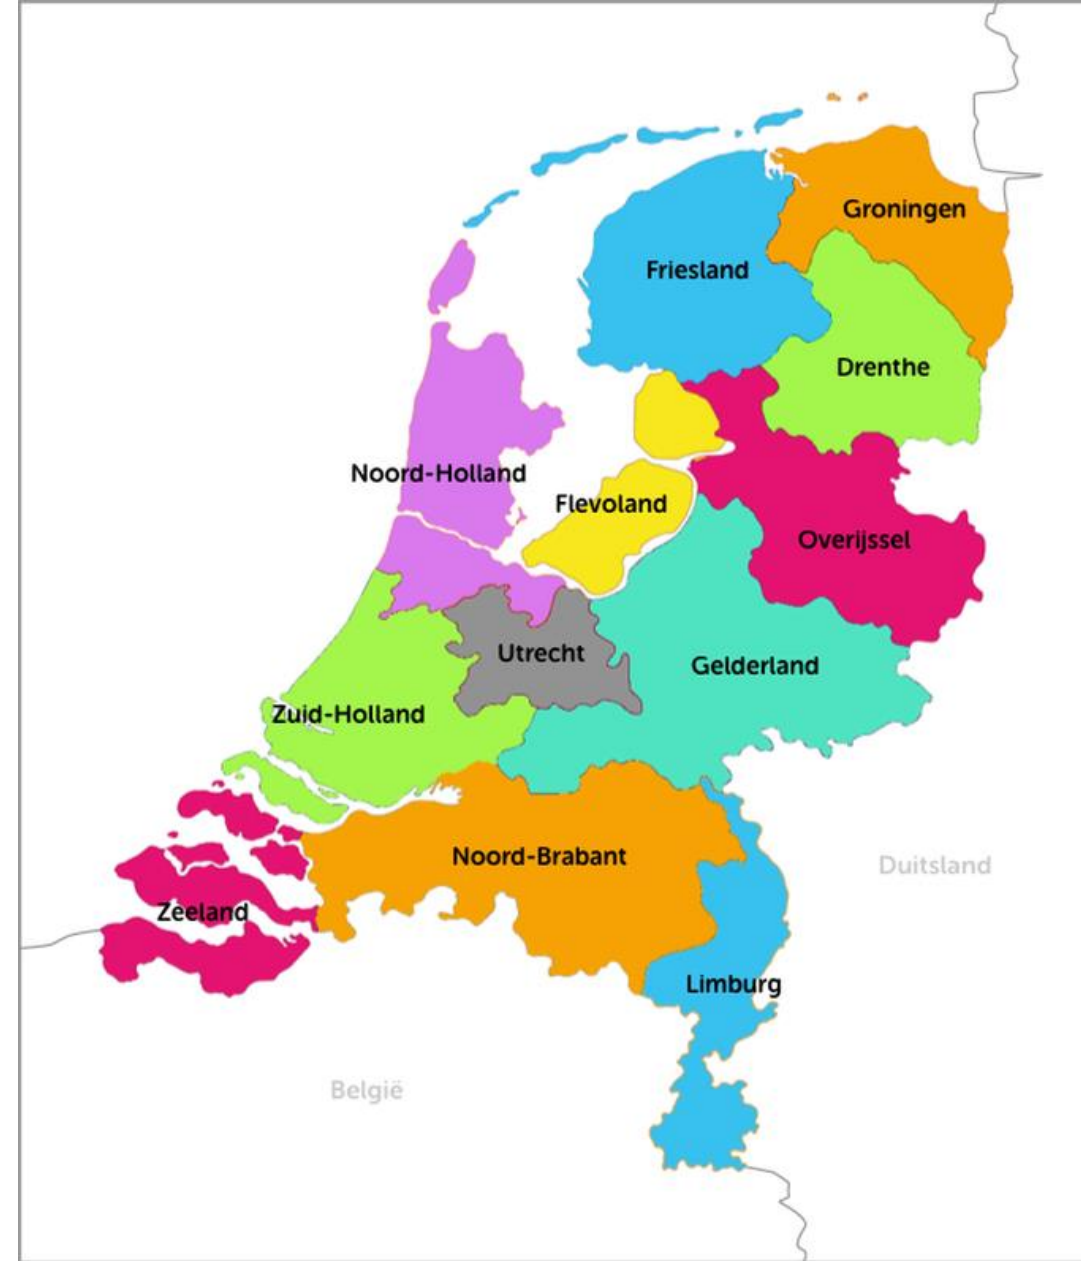 Groningen
Friesland
Drenthe
Noord-Holland
Flevoland
Overijssel
Utrecht
Gelderland
Zuid-Holland
Noord-Brabant
Duitsland
Zeeland
Limburg
België